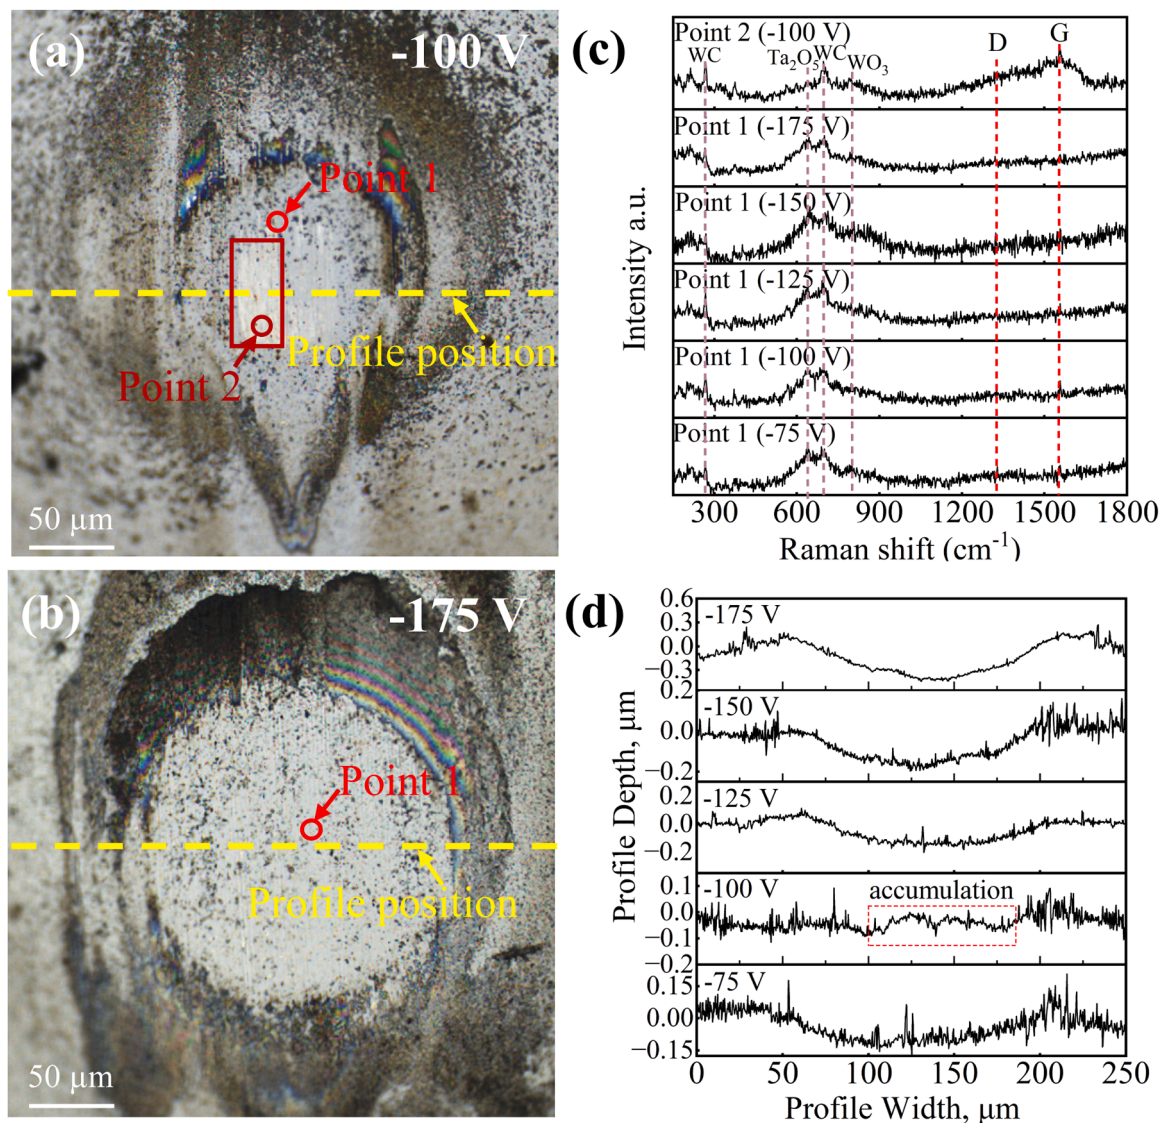 (a)
-100 V
Point 1
Profile position
Point 2
50 µm
(b)
-175 V
Point 1
Profile position
50 µm
(c)
Point 2 (-100 V)
WC
Ta₂O₅
WC
WO₃
D
G
Point 1 (-175 V)
Point 1 (-150 V)
Point 1 (-125 V)
Point 1 (-100 V)
Point 1 (-75 V)
Intensity a.u.
300 600 900 1200 1500 1800
Raman shift (cm⁻¹)
(d)
-175 V
0.6
0.3
0.0
−0.3
0.2
-150 V
0.0
−0.2
-125 V
0.2
0.0
−0.2
-100 V
accumulation
0.1
0.0
−0.1
−0.2
-75 V
0.15
0.00
−0.15
Profile Depth, µm
0 50 100 150 200 250
Profile Width, µm